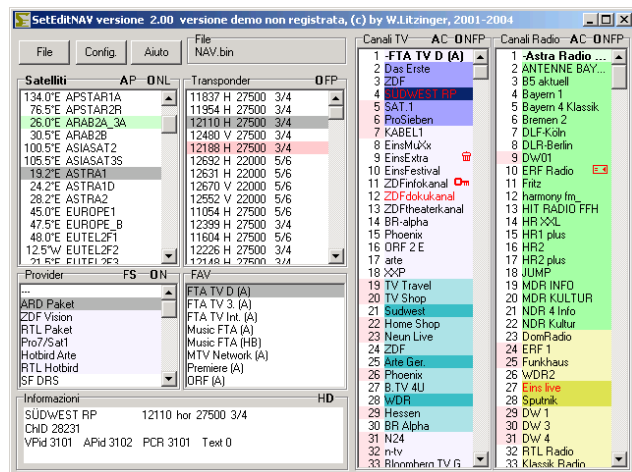 SetEditNAV versione 2.00 versione demo non registrata, (c) by W.Litzinger, 2001-2004
File
Config.
Aiuto
File
NAV.bin
Satelliti AP ONL
134.0°E APSTAR1A
76.5°E APSTAR2R
26.0°E ARAB2A_3A
30.5°E ARAB2B
100.5°E ASIASAT2
105.5°E ASIASAT3S
19.2°E ASTRA1
24.2°E ASTRA1D
28.2°E ASTRA2
45.0°E EUROPE1
47.5°E EUROPE_B
48.0°E EUTEL2F1
12.5°W EUTEL2F2
21.5°E EUTEL2F3
Transponder OFP
11837 H 27500 3/4
11954 H 27500 3/4
12110 H 27500 3/4
12480 V 27500 3/4
12188 H 27500 3/4
12692 H 22000 5/6
12631 H 22000 5/6
12670 V 22000 5/6
12552 V 22000 5/6
11054 H 27500 5/6
12399 H 27500 3/4
11604 H 27500 5/6
12226 H 27500 3/4
12148 H 27500 3/4
Provider FS ON
---
ARD Paket
ZDF Vision
RTL Paket
Pro7/Sat1
Hotbird Arte
RTL Hotbird
SF DRS
FAV
FTA TV D (A)
FTA TV 3. (A)
FTA TV Int. (A)
Music FTA (A)
Music FTA (HB)
MTV Network (A)
Premiere (A)
ORF (A)
Informazioni HD
SÜDWEST RP 12110 hor 27500 3/4
ChID 28231
VPid 3101 APid 3102 PCR 3101 Text 0
Canali TV AC ONFP
1 -FTA TV D (A)
2 Das Erste
3 ZDF
4 SÜDWEST RP
5 SAT.1
6 ProSieben
7 KABEL1
8 EinsMuXx
9 EinsExtra
10 EinsFestival
11 ZDFinfokanal
12 ZDFdokukanal
13 ZDFtheaterkanal
14 BR-alpha
15 Phoenix
16 ORF 2 E
17 arte
18 XXP
19 TV Travel
20 TV Shop
21 Sudwest
22 Home Shop
23 Neun Live
24 ZDF
25 Arte Ger.
26 Phoenix
27 B.TV 4U
28 WDR
29 Hessen
30 BR Alpha
31 N24
32 n-tv
33 Bloomberg TV G
Canali Radio AC ONFP
1 -Astra Radio ...
2 ANTENNE BAY...
3 B5 aktuell
4 Bayern 1
5 Bayern 4 Klassik
6 Bremen 2
7 DLF-Köln
8 DLR-Berlin
9 DW01
10 ERF Radio
11 Fritz
12 harmony fm_
13 HIT RADIO FFH
14 HR XXL
15 HR1 plus
16 HR2
17 HR2 plus
18 JUMP
19 MDR INFO
20 MDR KULTUR
21 NDR 4 Info
22 NDR Kultur
23 DomRadio
24 ERF 1
25 Funkhaus
26 WDR2
27 Eins live
28 Sputnik
29 DW 1
30 DW 3
31 DW 4
32 RTL Radio
33 Klassik Radio